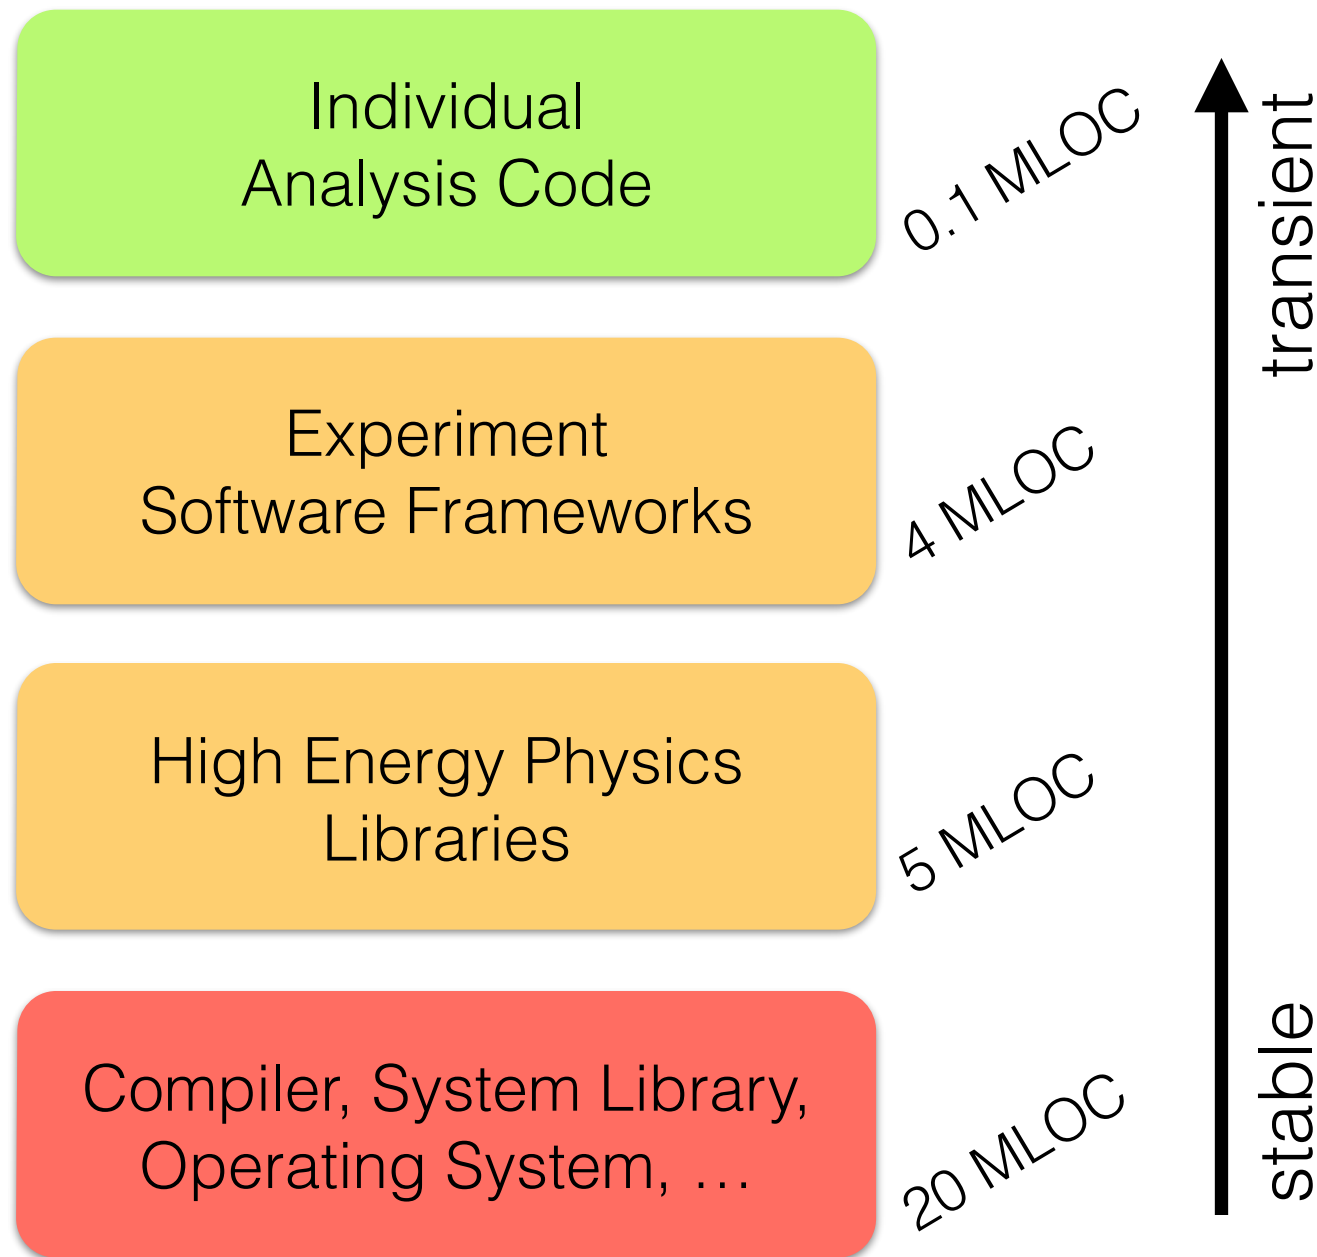 Individual
Analysis Code
0.1 MLOC
transient
Experiment
Software Frameworks
4 MLOC
High Energy Physics
Libraries
5 MLOC
Compiler, System Library,
Operating System, …
20 MLOC
stable